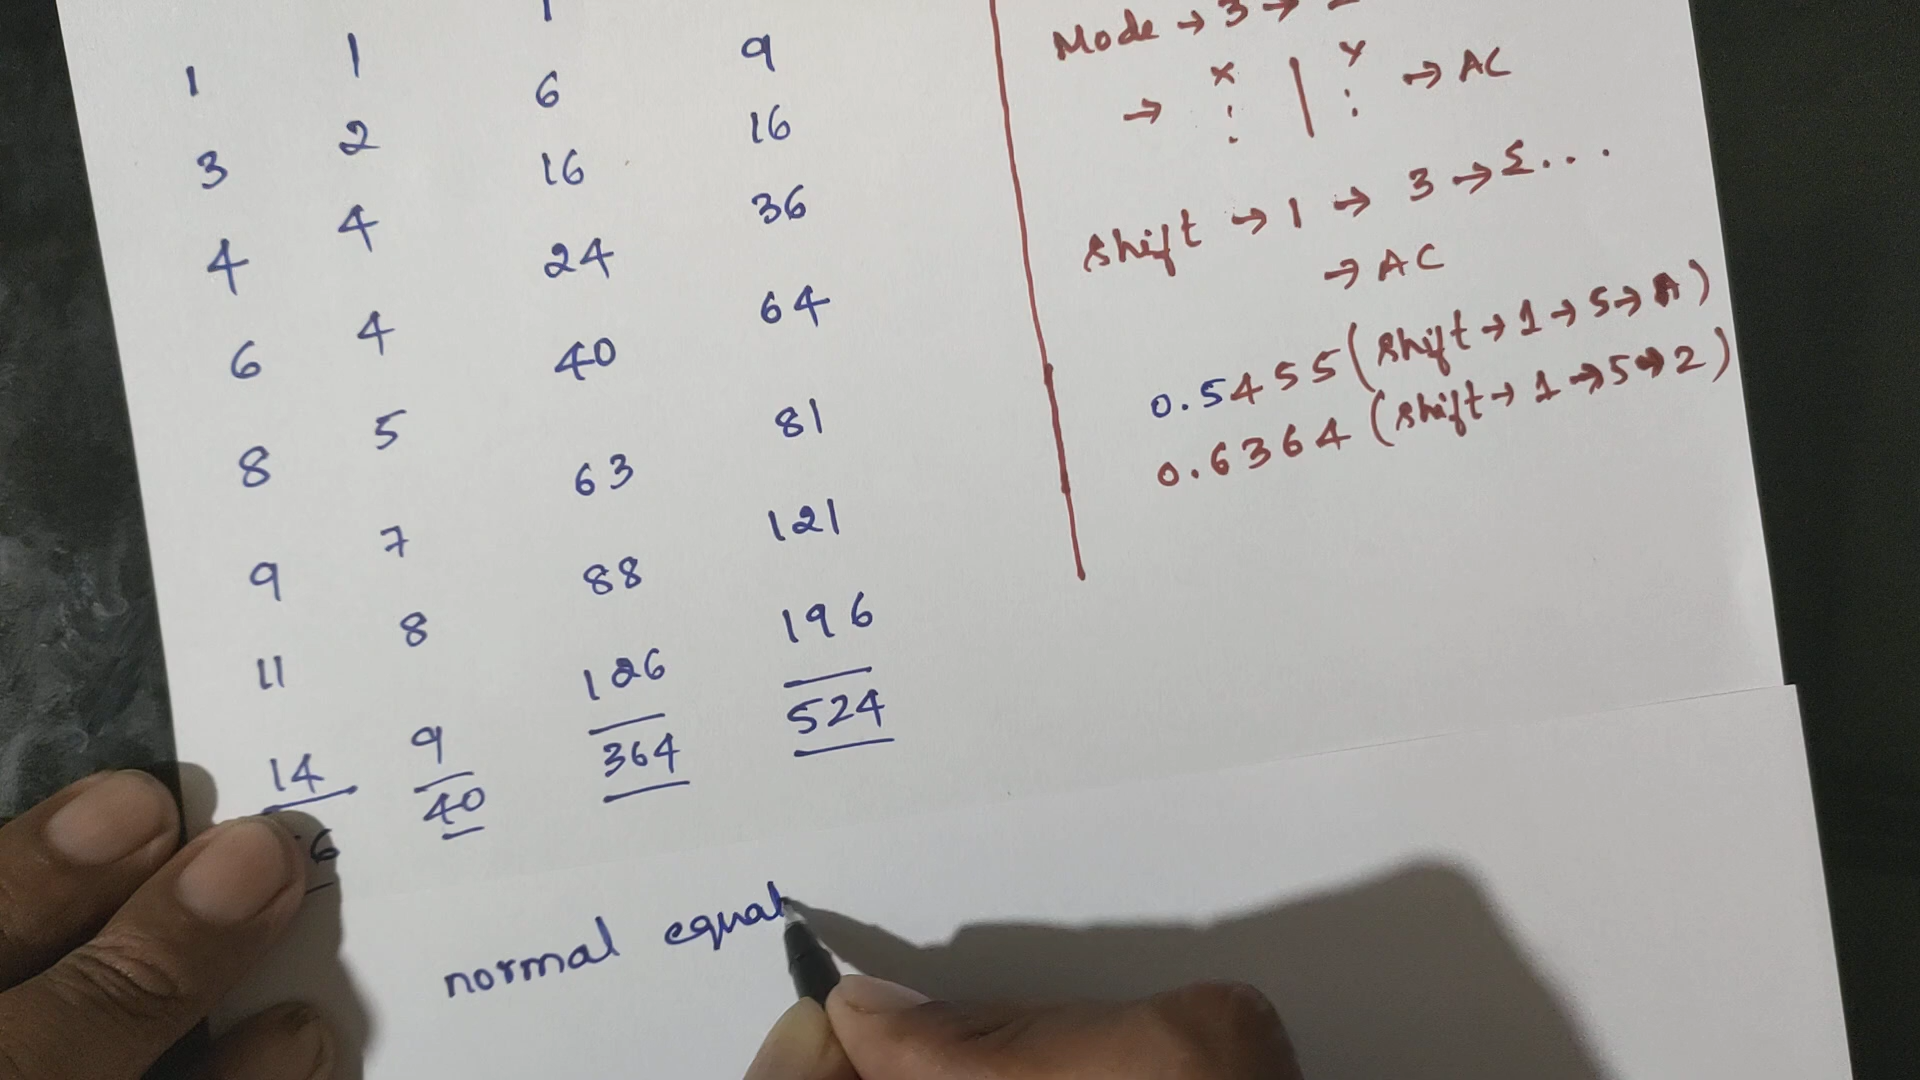 1 1 1 9
3 2 6 16
4 4 16 36
6 4 24 64
8 5 40 81
9 7 63 121
11 8 88 196
14 9 126 524
40 364
6
normal equat
Mode → 3 →
→ x | y → AC
: :
Shift → 1 → 3 → Σ...
→ AC
0.5455 (Shift → 1 → 5 → A)
0.6364 (Shift → 1 → 5 → 2)